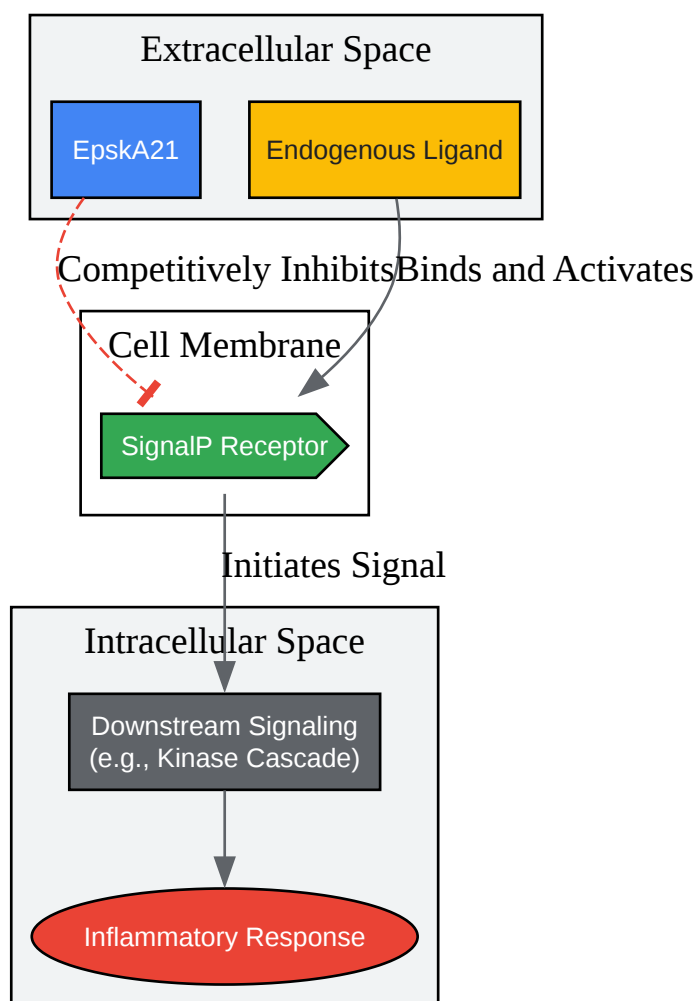 Extracellular Space
EpskA21
Endogenous Ligand
Competitively Inhibits
Binds and Activates
Cell Membrane
SignalP Receptor
Initiates Signal
Intracellular Space
Downstream Signaling
(e.g., Kinase Cascade)
Inflammatory Response